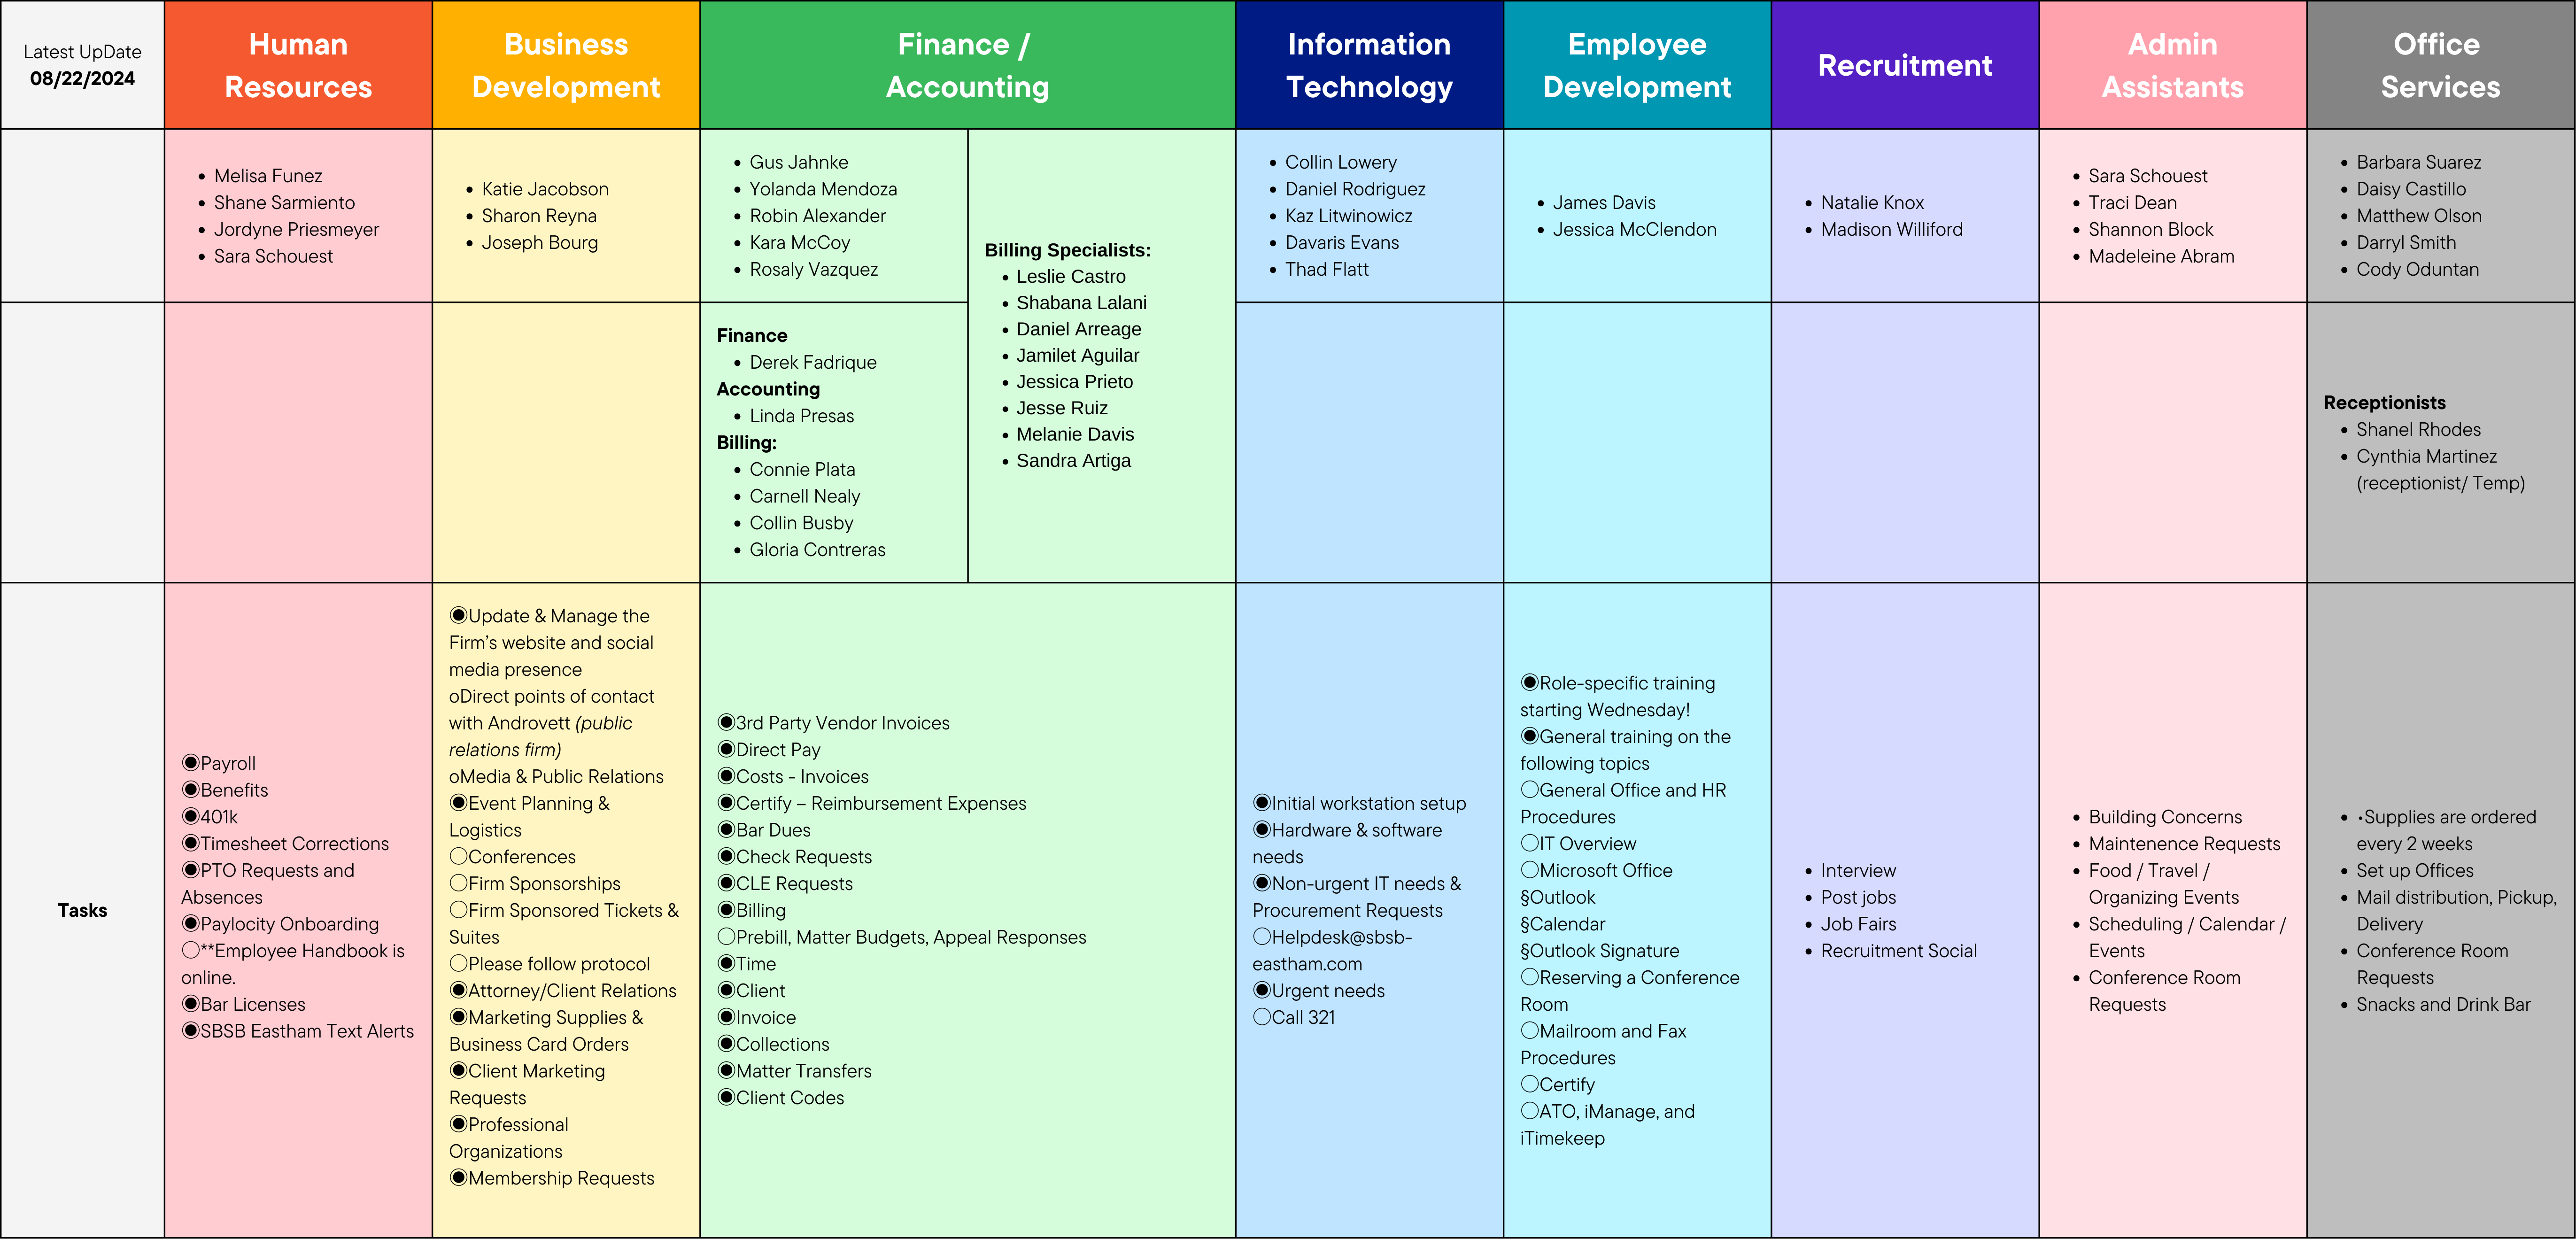 Latest UpDate
08/22/2024
Human
Resources
Business
Development
Finance /
Accounting
Information
Technology
Employee
Development
Recruitment
Admin
Assistants
Office
Services
• Melisa Funez
• Shane Sarmiento
• Jordyne Priesmeyer
• Sara Schouest
• Katie Jacobson
• Sharon Reyna
• Joseph Bourg
• Gus Jahnke
• Yolanda Mendoza
• Robin Alexander
• Kara McCoy
• Rosaly Vazquez
Billing Specialists:
• Leslie Castro
• Shabana Lalani
• Daniel Arreage
• Jamilet Aguilar
• Jessica Prieto
• Jesse Ruiz
• Melanie Davis
• Sandra Artiga
• Collin Lowery
• Daniel Rodriguez
• Kaz Litwinowicz
• Davaris Evans
• Thad Flatt
• James Davis
• Jessica McClendon
• Natalie Knox
• Madison Williford
• Sara Schouest
• Traci Dean
• Shannon Block
• Madeleine Abram
• Barbara Suarez
• Daisy Castillo
• Matthew Olson
• Darryl Smith
• Cody Oduntan
Finance
• Derek Fadrique
Accounting
• Linda Presas
Billing:
• Connie Plata
• Carnell Nealy
• Collin Busby
• Gloria Contreras
Receptionists
• Shanel Rhodes
• Cynthia Martinez
(receptionist/ Temp)
Tasks
◉Payroll
◉Benefits
◉401k
◉Timesheet Corrections
◉PTO Requests and
Absences
◉Paylocity Onboarding
○**Employee Handbook is
online.
◉Bar Licenses
◉SBSB Eastham Text Alerts
◉Update & Manage the
Firm’s website and social
media presence
oDirect points of contact
with Androvett (public
relations firm)
oMedia & Public Relations
◉Event Planning &
Logistics
○Conferences
○Firm Sponsorships
○Firm Sponsored Tickets &
Suites
○Please follow protocol
◉Attorney/Client Relations
◉Marketing Supplies &
Business Card Orders
◉Client Marketing
Requests
◉Professional
Organizations
◉Membership Requests
◉3rd Party Vendor Invoices
◉Direct Pay
◉Costs - Invoices
◉Certify – Reimbursement Expenses
◉Bar Dues
◉Check Requests
◉CLE Requests
◉Billing
○Prebill, Matter Budgets, Appeal Responses
◉Time
◉Client
◉Invoice
◉Collections
◉Matter Transfers
◉Client Codes
◉Initial workstation setup
◉Hardware & software
needs
◉Non-urgent IT needs &
Procurement Requests
○Helpdesk@sbsb-
eastham.com
◉Urgent needs
○Call 321
◉Role-specific training
starting Wednesday!
◉General training on the
following topics
○General Office and HR
Procedures
○IT Overview
○Microsoft Office
§Outlook
§Calendar
§Outlook Signature
○Reserving a Conference
Room
○Mailroom and Fax
Procedures
○Certify
○ATO, iManage, and
iTimekeep
• Interview
• Post jobs
• Job Fairs
• Recruitment Social
• Building Concerns
• Maintenence Requests
• Food / Travel /
Organizing Events
• Scheduling / Calendar /
Events
• Conference Room
Requests
• •Supplies are ordered
every 2 weeks
• Set up Offices
• Mail distribution, Pickup,
Delivery
• Conference Room
Requests
• Snacks and Drink Bar